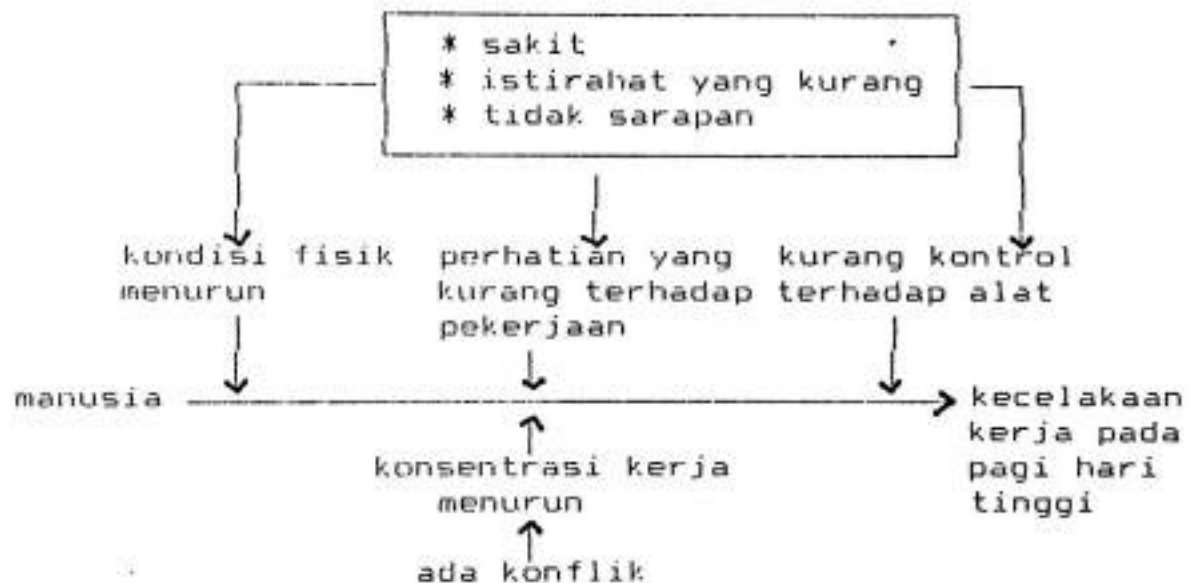 * sakit
* istirahat yang kurang
* tidak sarapan
kondisi fisik
menurun
perhatian yang
kurang terhadap
pekerjaan
kurang kontrol
terhadap alat
manusia
kecelakaan
kerja pada
pagi hari
tinggi
konsentrasi kerja
menurun
ada konflik